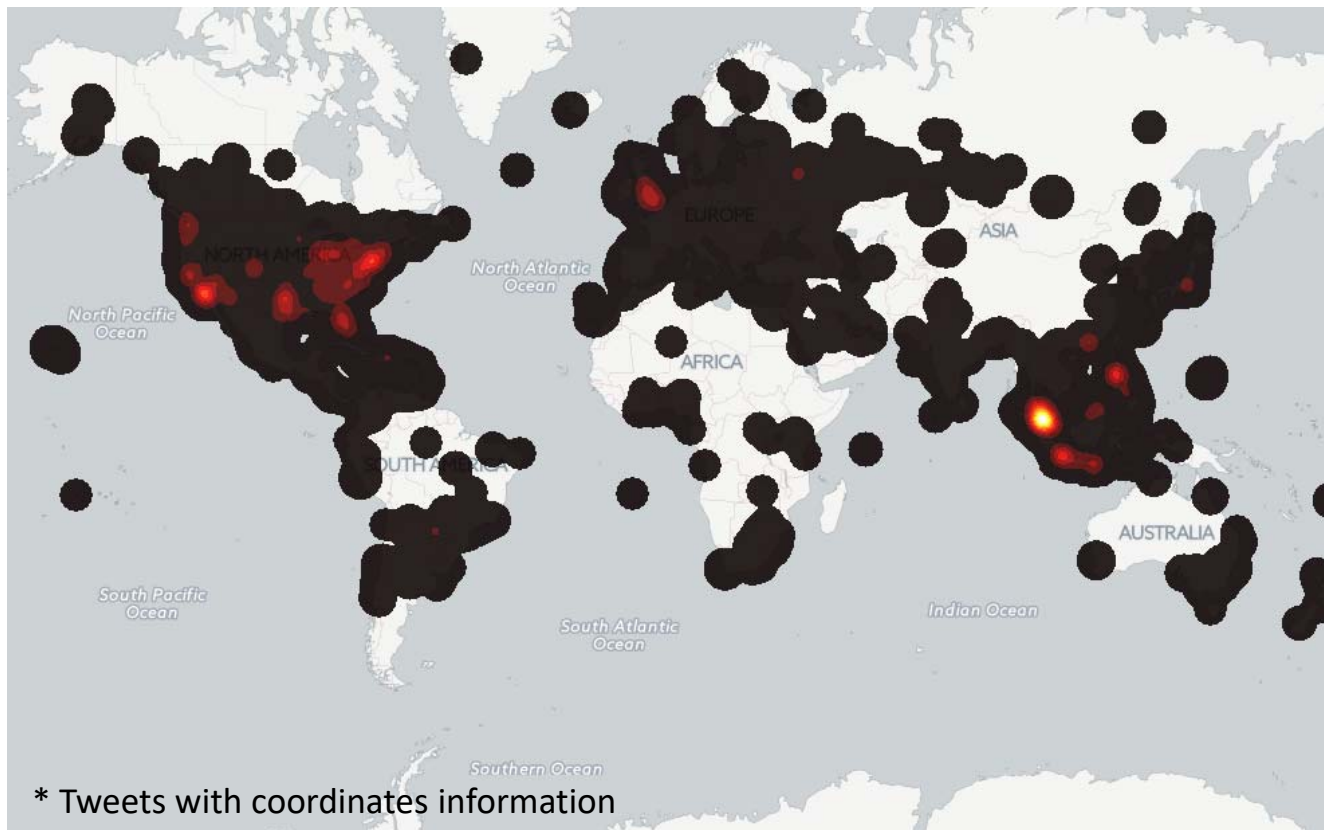 NORTH AMERICA
EUROPE
ASIA
North Atlantic
Ocean
North Pacific
Ocean
AFRICA
SOUTH AMERICA
AUSTRALIA
South Pacific
Ocean
Indian Ocean
South Atlantic
Ocean
Southern Ocean
* Tweets with coordinates information